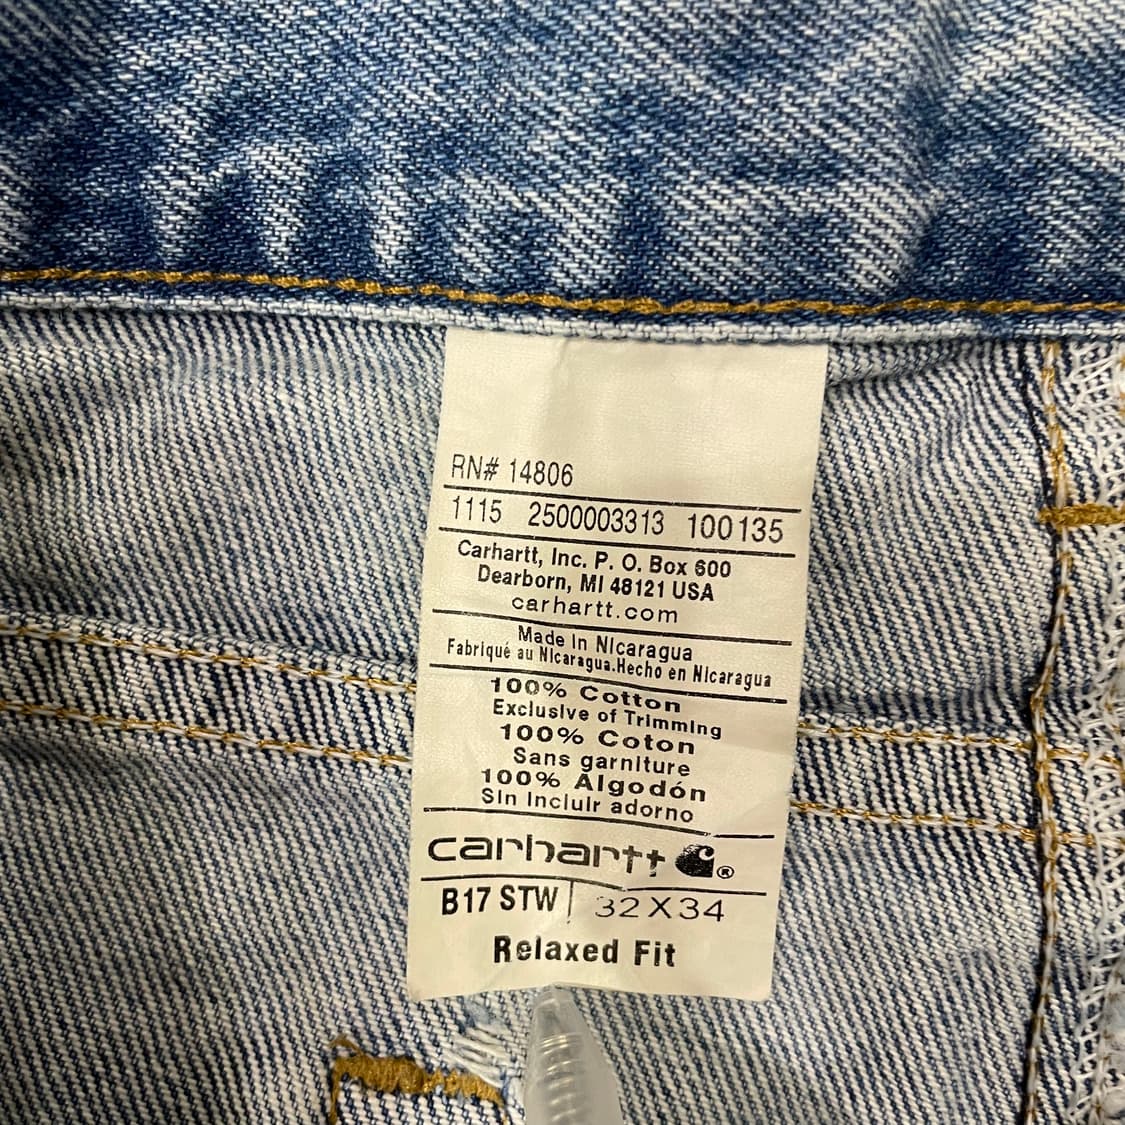 RN# 14806
1115 2500003313 100135
Carhartt, Inc. P. O. Box 600
Dearborn, MI 48121 USA
carhartt.com
Made in Nicaragua
Fabriqué au Nicaragua.Hecho en Nicaragua
100% Cotton
Exclusive of Trimming
100% Coton
Sans garniture
100% Algodón
Sin Incluir adorno
carhartt ®
B17 STW | 32 X 34
Relaxed Fit